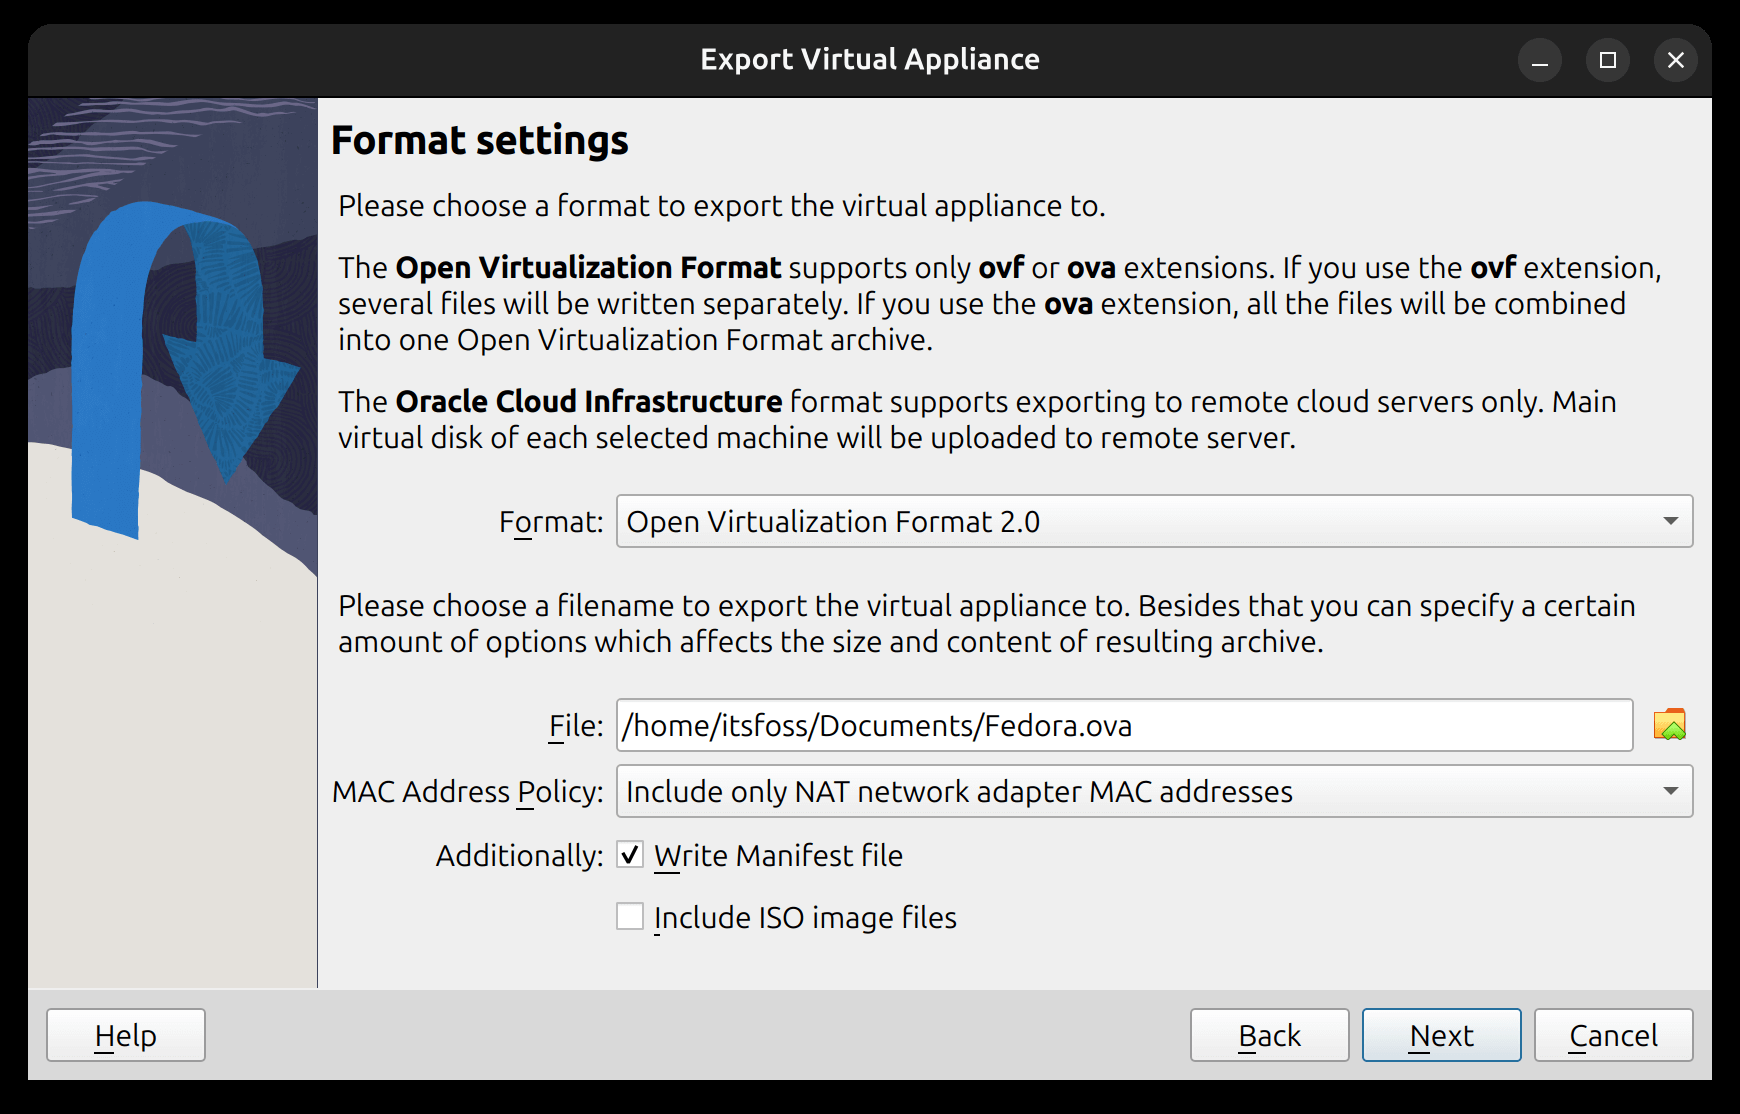 Export Virtual Appliance
Format settings
Please choose a format to export the virtual appliance to.
The Open Virtualization Format supports only ovf or ova extensions. If you use the ovf extension,
several files will be written separately. If you use the ova extension, all the files will be combined
into one Open Virtualization Format archive.
The Oracle Cloud Infrastructure format supports exporting to remote cloud servers only. Main
virtual disk of each selected machine will be uploaded to remote server.
Format: Open Virtualization Format 2.0
Please choose a filename to export the virtual appliance to. Besides that you can specify a certain
amount of options which affects the size and content of resulting archive.
File: /home/itsfoss/Documents/Fedora.ova
MAC Address Policy: Include only NAT network adapter MAC addresses
Additionally: Write Manifest file
Include ISO image files
Help Back Next Cancel